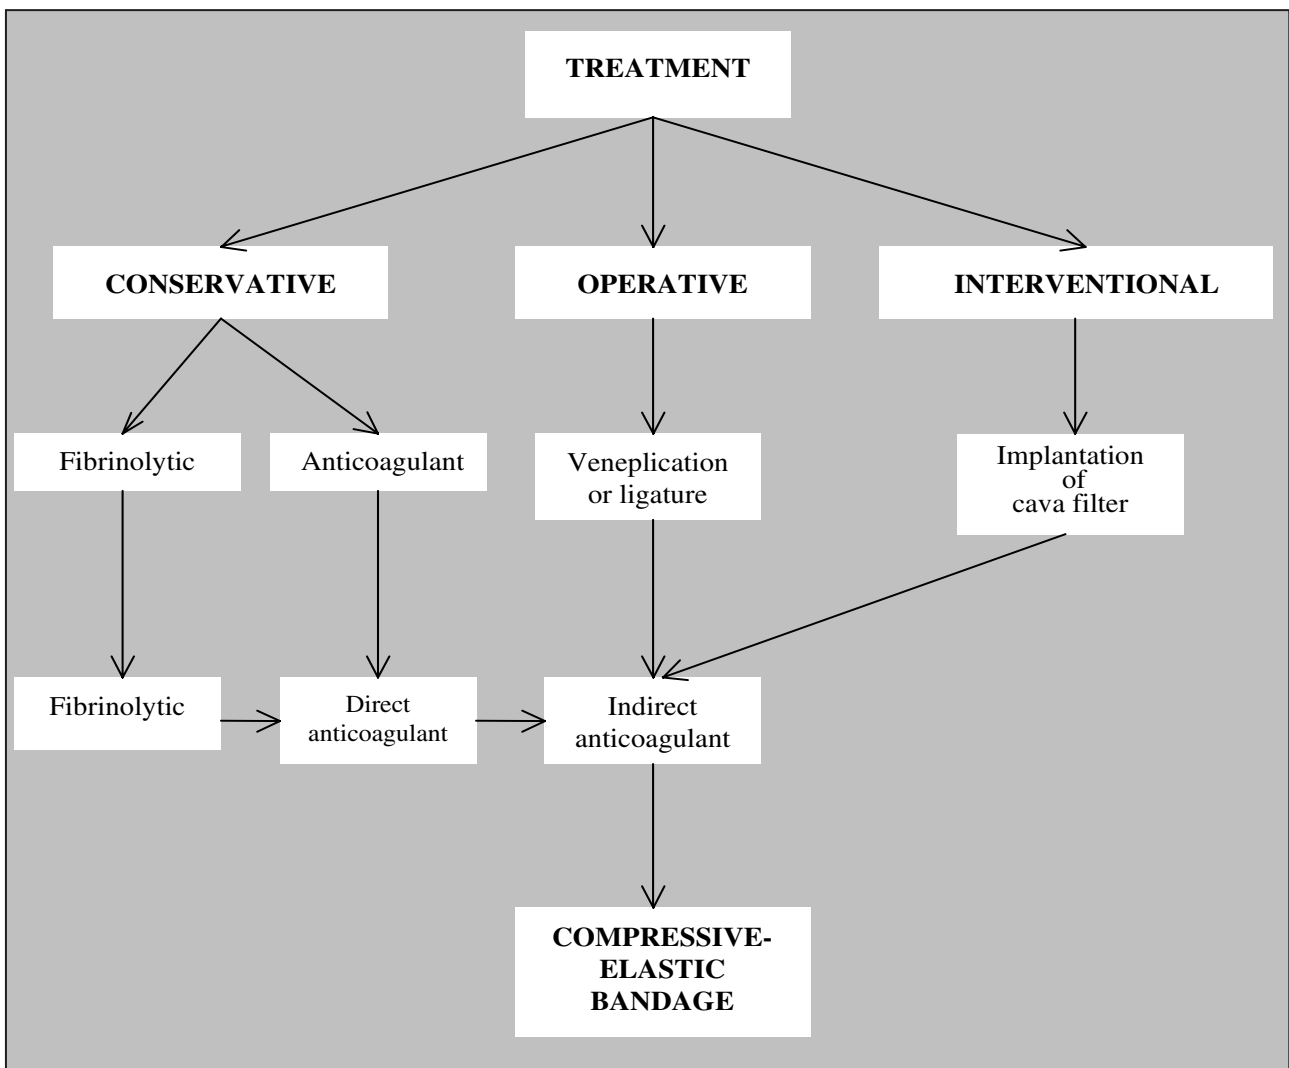 TREATMENT
CONSERVATIVE
OPERATIVE
INTERVENTIONAL
Fibrinolytic
Anticoagulant
Veneplication
or ligature
Implantation
of
cava filter
Fibrinolytic
Direct
anticoagulant
Indirect
anticoagulant
COMPRESSIVE-
ELASTIC
BANDAGE